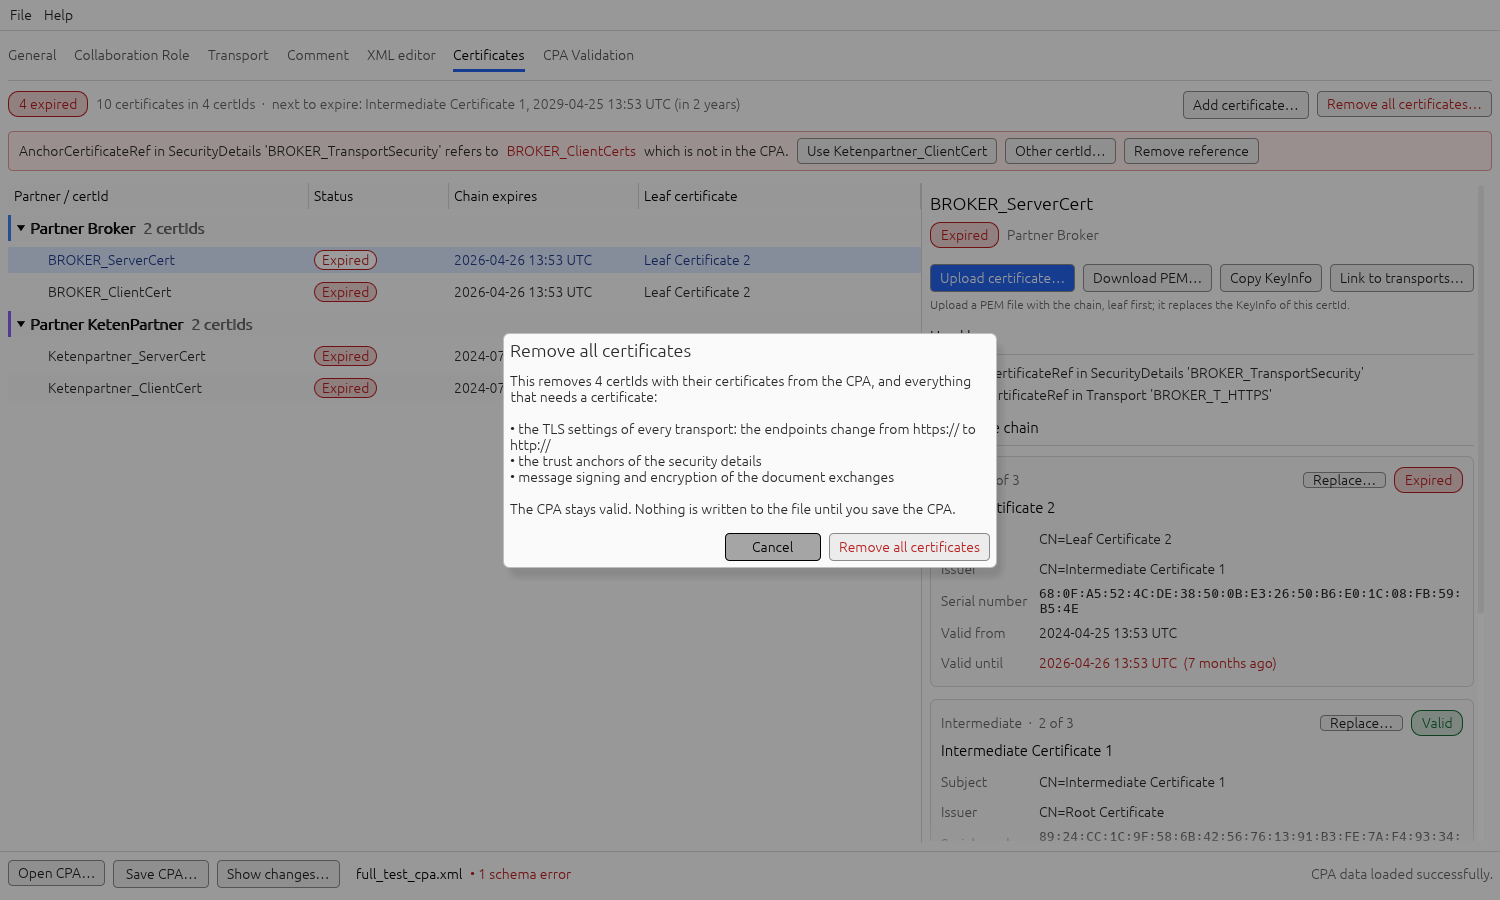 File Help
General Collaboration Role Transport Comment XML editor Certificates CPA Validation
4 expired 10 certificates in 4 certIds · next to expire: Intermediate Certificate 1, 2029-04-25 13:53 UTC (in 2 years) Add certificate... Remove all certificates...
AnchorCertificateRef in SecurityDetails 'BROKER_TransportSecurity' refers to BROKER_ClientCerts which is not in the CPA. Use Ketenpartner_ClientCert Other certId... Remove reference
Partner / certId Status Chain expires Leaf certificate
Partner Broker 2 certIds
BROKER_ServerCert Expired 2026-04-26 13:53 UTC Leaf Certificate 2
BROKER_ClientCert Expired 2026-04-26 13:53 UTC Leaf Certificate 2
Partner KetenPartner 2 certIds
Ketenpartner_ServerCert Expired 2024-07
Ketenpartner_ClientCert Expired 2024-07
BROKER_ServerCert
Expired Partner Broker
Upload certificate... Download PEM... Copy KeyInfo Link to transports...
Upload a PEM file with the chain, leaf first; it replaces the KeyInfo of this certId.
ertificateRef in SecurityDetails 'BROKER_TransportSecurity'
rtificateRef in Transport 'BROKER_T_HTTPS'
chain
of 3 Replace... Expired
tificate 2
CN=Leaf Certificate 2
Issuer CN=Intermediate Certificate 1
Serial number 68:0F:A5:52:4C:DE:38:50:0B:E3:26:50:B6:E0:1C:08:FB:59:
B5:4E
Valid from 2024-04-25 13:53 UTC
Valid until 2026-04-26 13:53 UTC (7 months ago)
Intermediate · 2 of 3 Replace... Valid
Intermediate Certificate 1
Subject CN=Intermediate Certificate 1
Issuer CN=Root Certificate
89:24:CC:1C:9F:58:6B:42:56:76:13:91:B3:FE:7A:F4:93:34:
Remove all certificates
This removes 4 certIds with their certificates from the CPA, and everything
that needs a certificate:
• the TLS settings of every transport: the endpoints change from https:// to
http://
• the trust anchors of the security details
• message signing and encryption of the document exchanges
The CPA stays valid. Nothing is written to the file until you save the CPA.
Cancel Remove all certificates
Open CPA... Save CPA... Show changes... full_test_cpa.xml • 1 schema error CPA data loaded successfully.